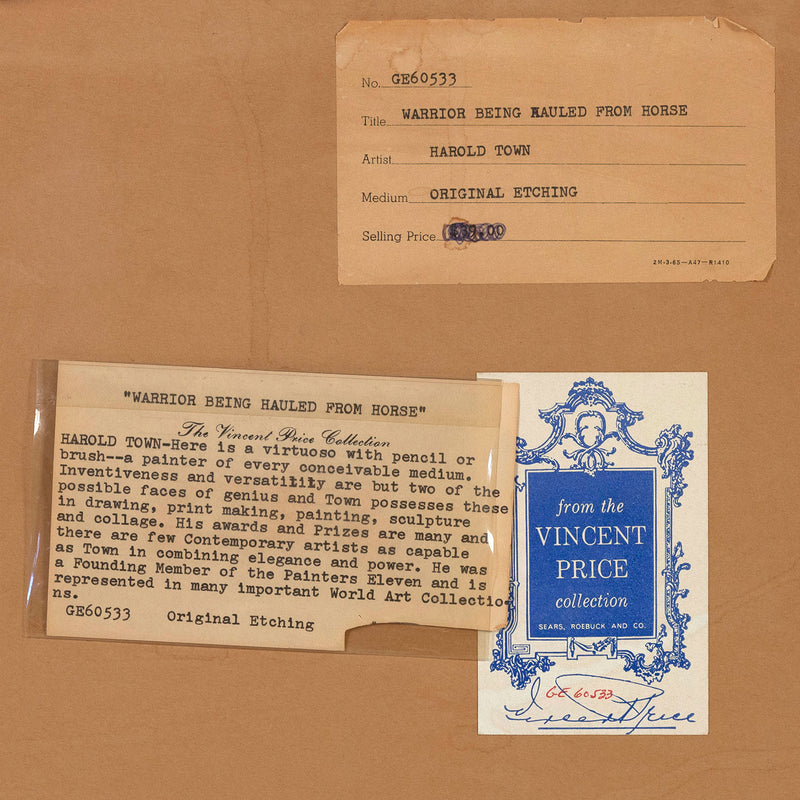 No. GE60533
Title WARRIOR BEING HAULED FROM HORSE
Artist HAROLD TOWN
Medium ORIGINAL ETCHING
Selling Price $39.00
2M-3-65—A47—R1410
"WARRIOR BEING HAULED FROM HORSE"
The Vincent Price Collection
HAROLD TOWN-Here is a virtuoso with pencil or
brush--a painter of every conceivable medium.
Inventiveness and versatility are but two of the
possible faces of genius and Town possesses these
in drawing, print making, painting, sculpture
and collage. His awards and Prizes are many and
there are few Contemporary artists as capable
as Town in combining elegance and power. He was
a Founding Member of the Painters Eleven and is
represented in many important World Art Collectio-
ns.
GE60533 Original Etching
from the
VINCENT
PRICE
collection
SEARS, ROEBUCK AND CO.
GE 60533
Vincent Price